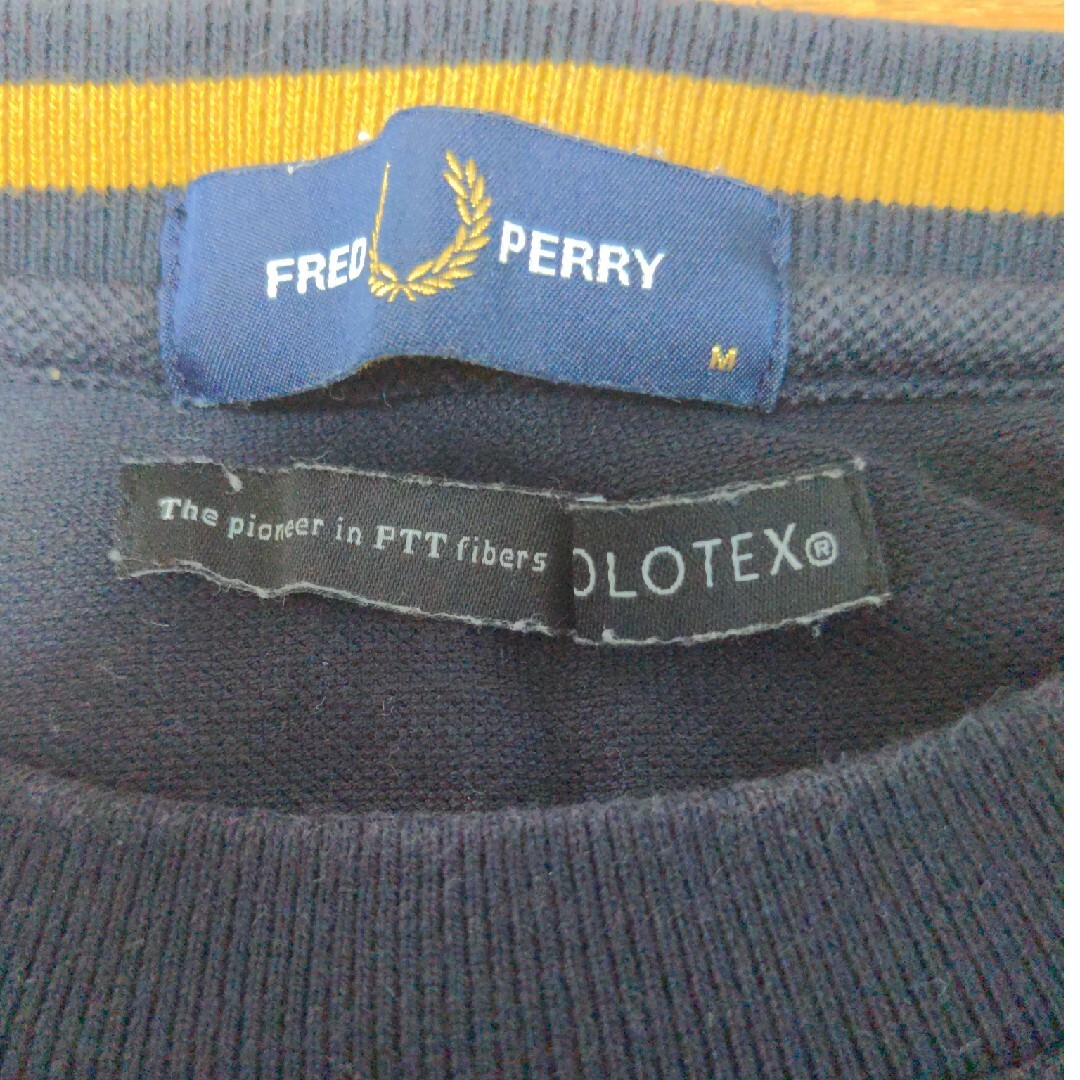 FRED PERRY
M
The pioneer in PTT fibers OLOTEX®